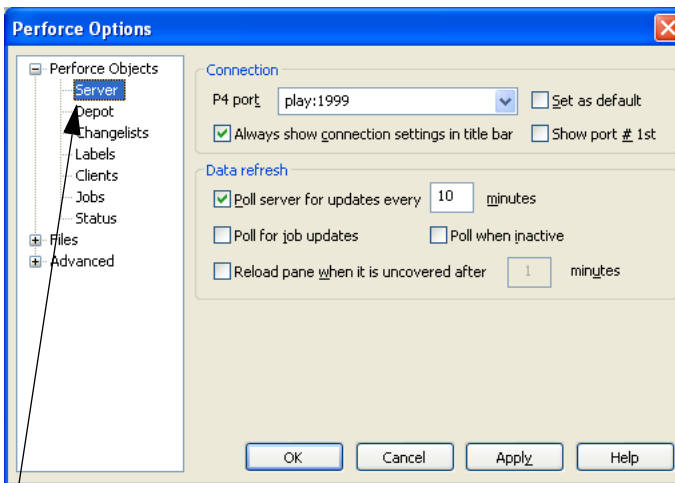 Perforce Options
Perforce Objects
Server
Depot
Changelists
Labels
Clients
Jobs
Status
Files
Advanced
Connection
P4 port play:1999 Set as default
Always show connection settings in title bar Show port # 1st
Data refresh
Poll server for updates every 10 minutes
Poll for job updates Poll when inactive
Reload pane when it is uncovered after 1 minutes
OK Cancel Apply Help